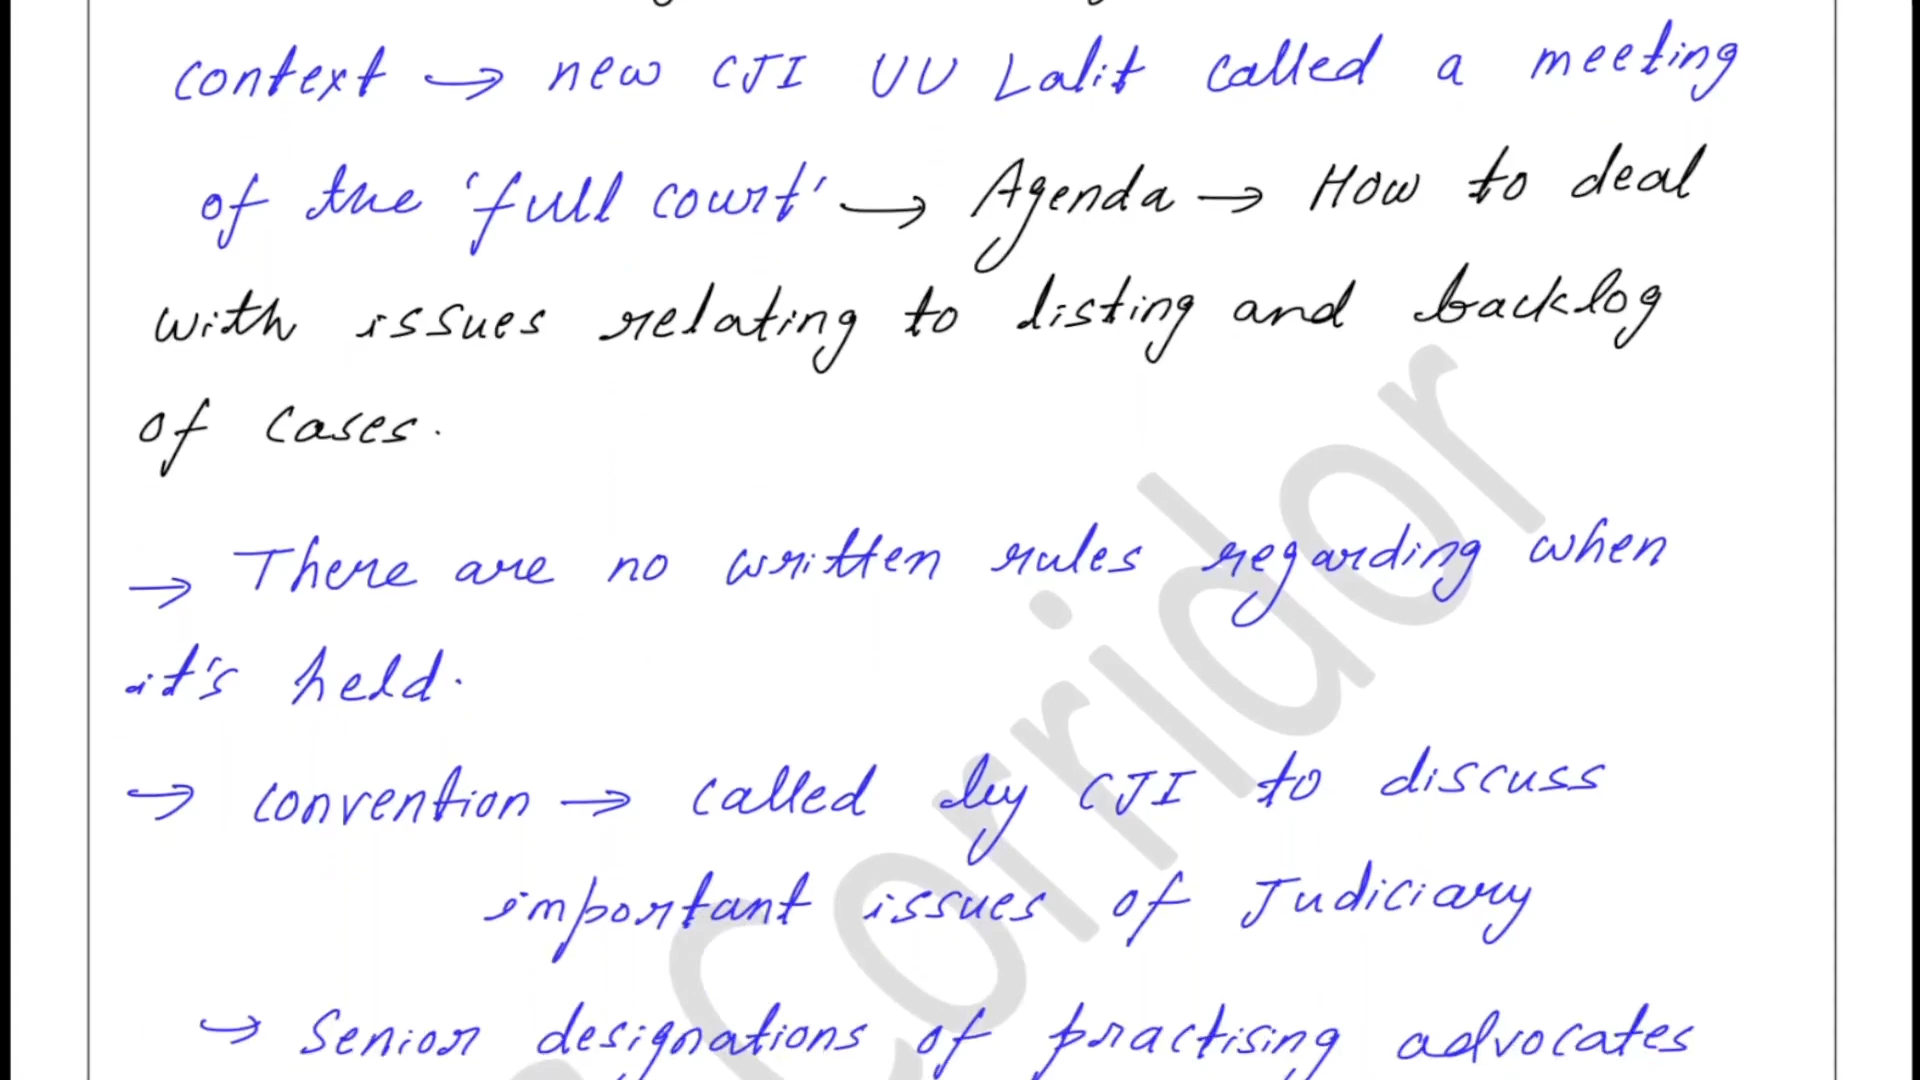 context → new CJI UU Lalit called a meeting
of the 'full court' → Agenda → How to deal
with issues relating to listing and backlog
of cases.
→ There are no written rules regarding when
it's held.
→ convention → called by CJI to discuss
important issues of Judiciary
→ Senior designations of practising advocates
Corridor